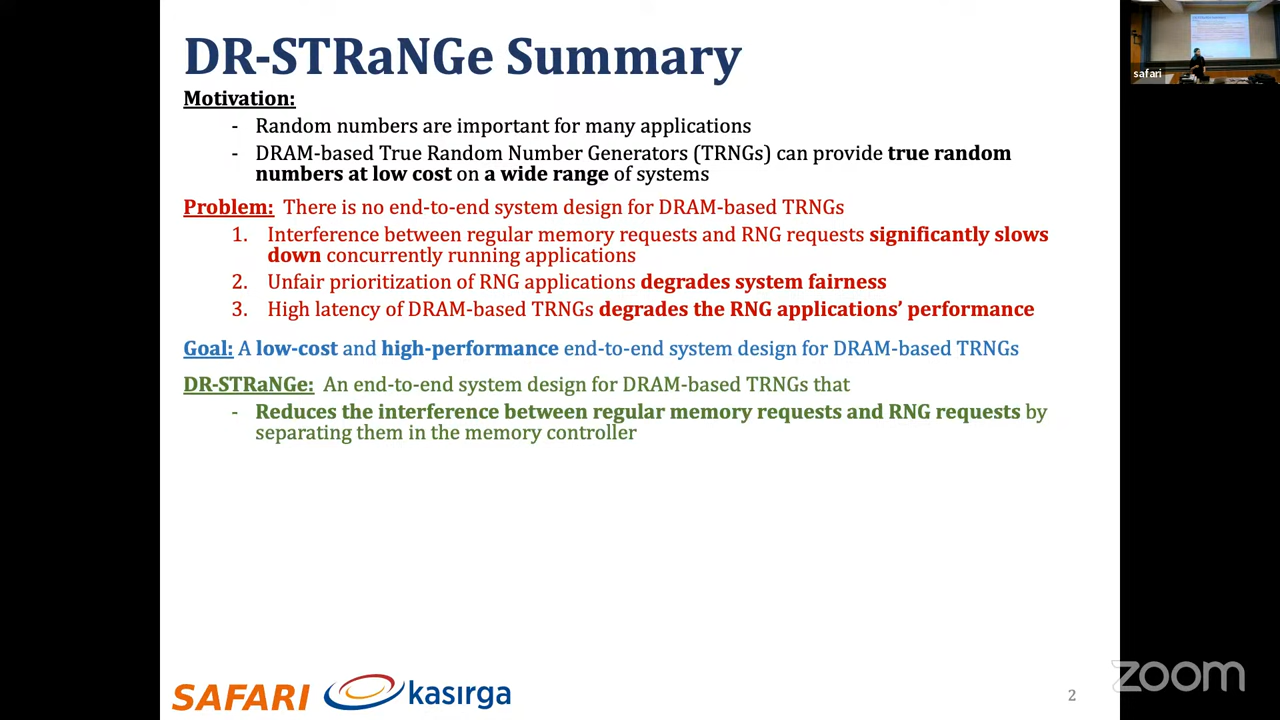 DR-STRaNGe Summary
Motivation:
- Random numbers are important for many applications
- DRAM-based True Random Number Generators (TRNGs) can provide true random
numbers at low cost on a wide range of systems
Problem: There is no end-to-end system design for DRAM-based TRNGs
1. Interference between regular memory requests and RNG requests significantly slows
down concurrently running applications
2. Unfair prioritization of RNG applications degrades system fairness
3. High latency of DRAM-based TRNGs degrades the RNG applications’ performance
Goal: A low-cost and high-performance end-to-end system design for DRAM-based TRNGs
DR-STRaNGe: An end-to-end system design for DRAM-based TRNGs that
- Reduces the interference between regular memory requests and RNG requests by
separating them in the memory controller
SAFARI kasırga
2
safari
zoom